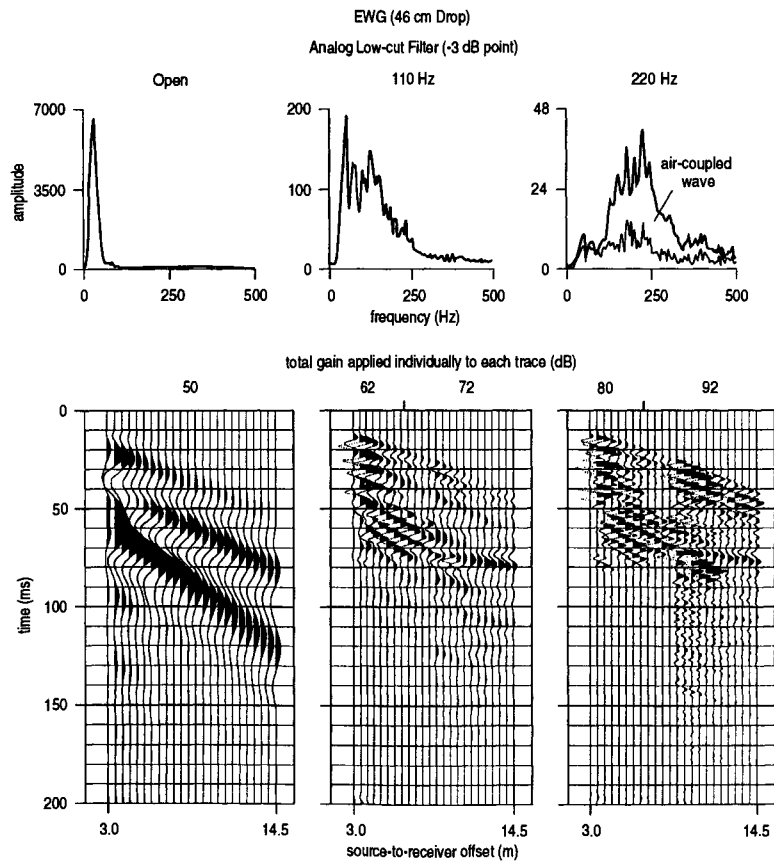 EWG (46 cm Drop)
Analog Low-cut Filter (-3 dB point)
Open
110 Hz
220 Hz
7000
3500
0
amplitude
0
250
500
200
100
0
0
250
500
frequency (Hz)
48
24
0
air-coupled
wave
0
250
500
total gain applied individually to each trace (dB)
50
62
72
80
92
0
50
100
150
200
time (ms)
3.0
14.5
3.0
14.5
3.0
14.5
source-to-receiver offset (m)